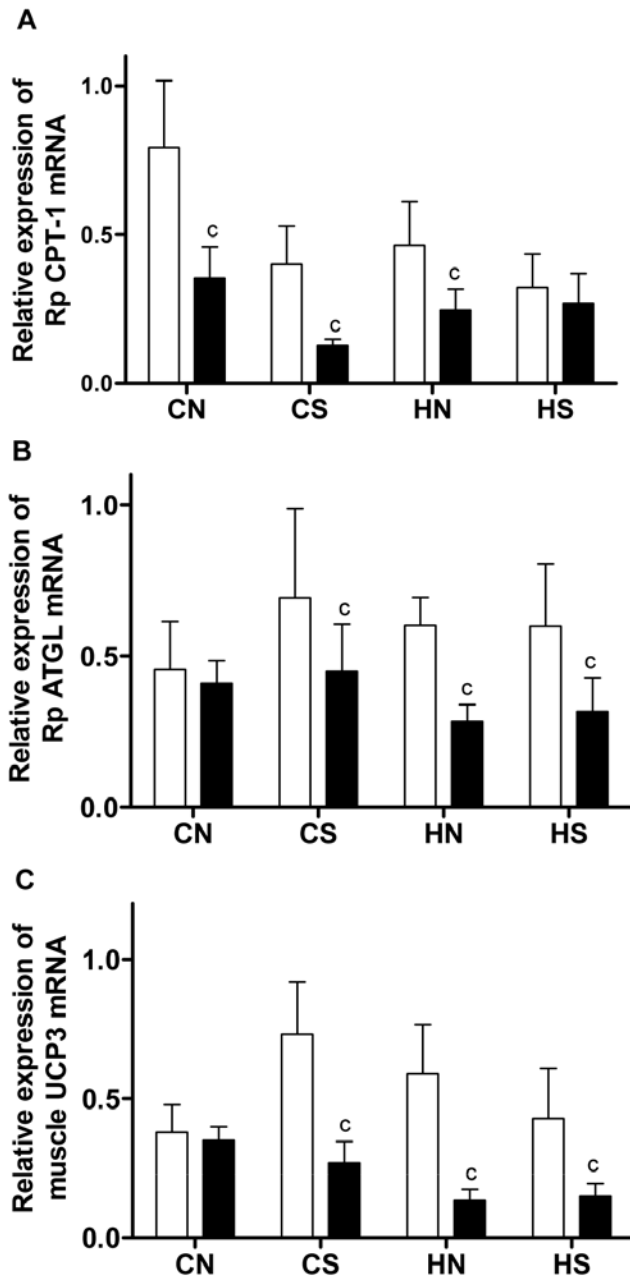 A
Relative expression of
Rp CPT-1 mRNA
1.0
0.5
0.0
c
c
c
CN CS HN HS
B
Relative expression of
Rp ATGL mRNA
1.0
0.5
0.0
c
c
c
CN CS HN HS
C
Relative expression of
muscle UCP3 mRNA
1.0
0.5
0.0
c
c
c
CN CS HN HS